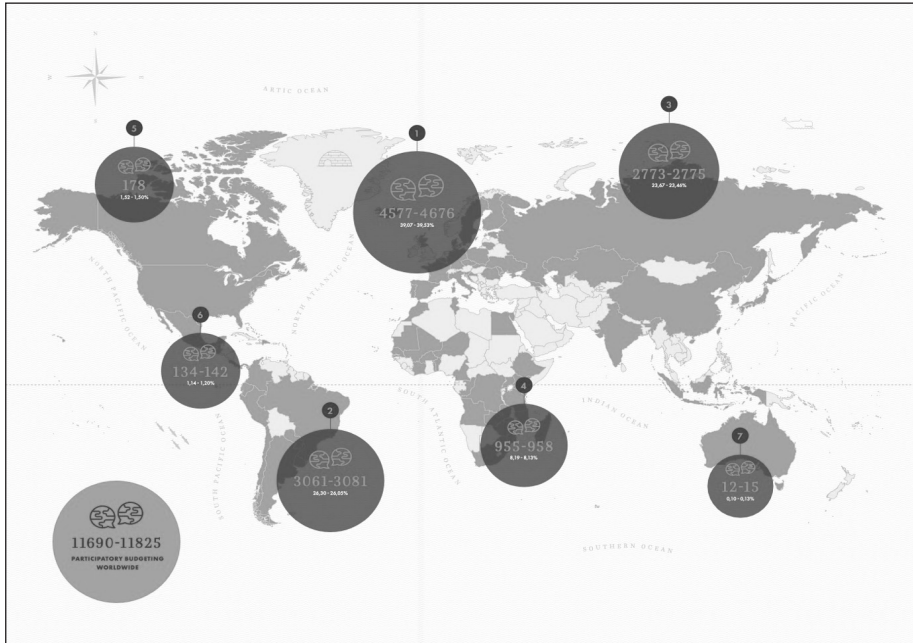 N
W
E
S
ARTIC OCEAN
5
178
1,52 - 1,50%
1
4577-4676
39,07 - 39,53%
3
2773-2775
23,67 - 23,46%
NORTH PACIFIC OCEAN
NORTH ATLANTIC OCEAN
PACIFIC OCEAN
6
134-142
1,14 - 1,20%
2
3061-3081
26,30 - 26,05%
SOUTH PACIFIC OCEAN
SOUTH ATLANTIC OCEAN
4
955-958
8,19 - 8,13%
INDIAN OCEAN
7
12-15
0,10 - 0,13%
SOUTHERN OCEAN
11690-11825
PARTICIPATORY BUDGETING
WORLDWIDE